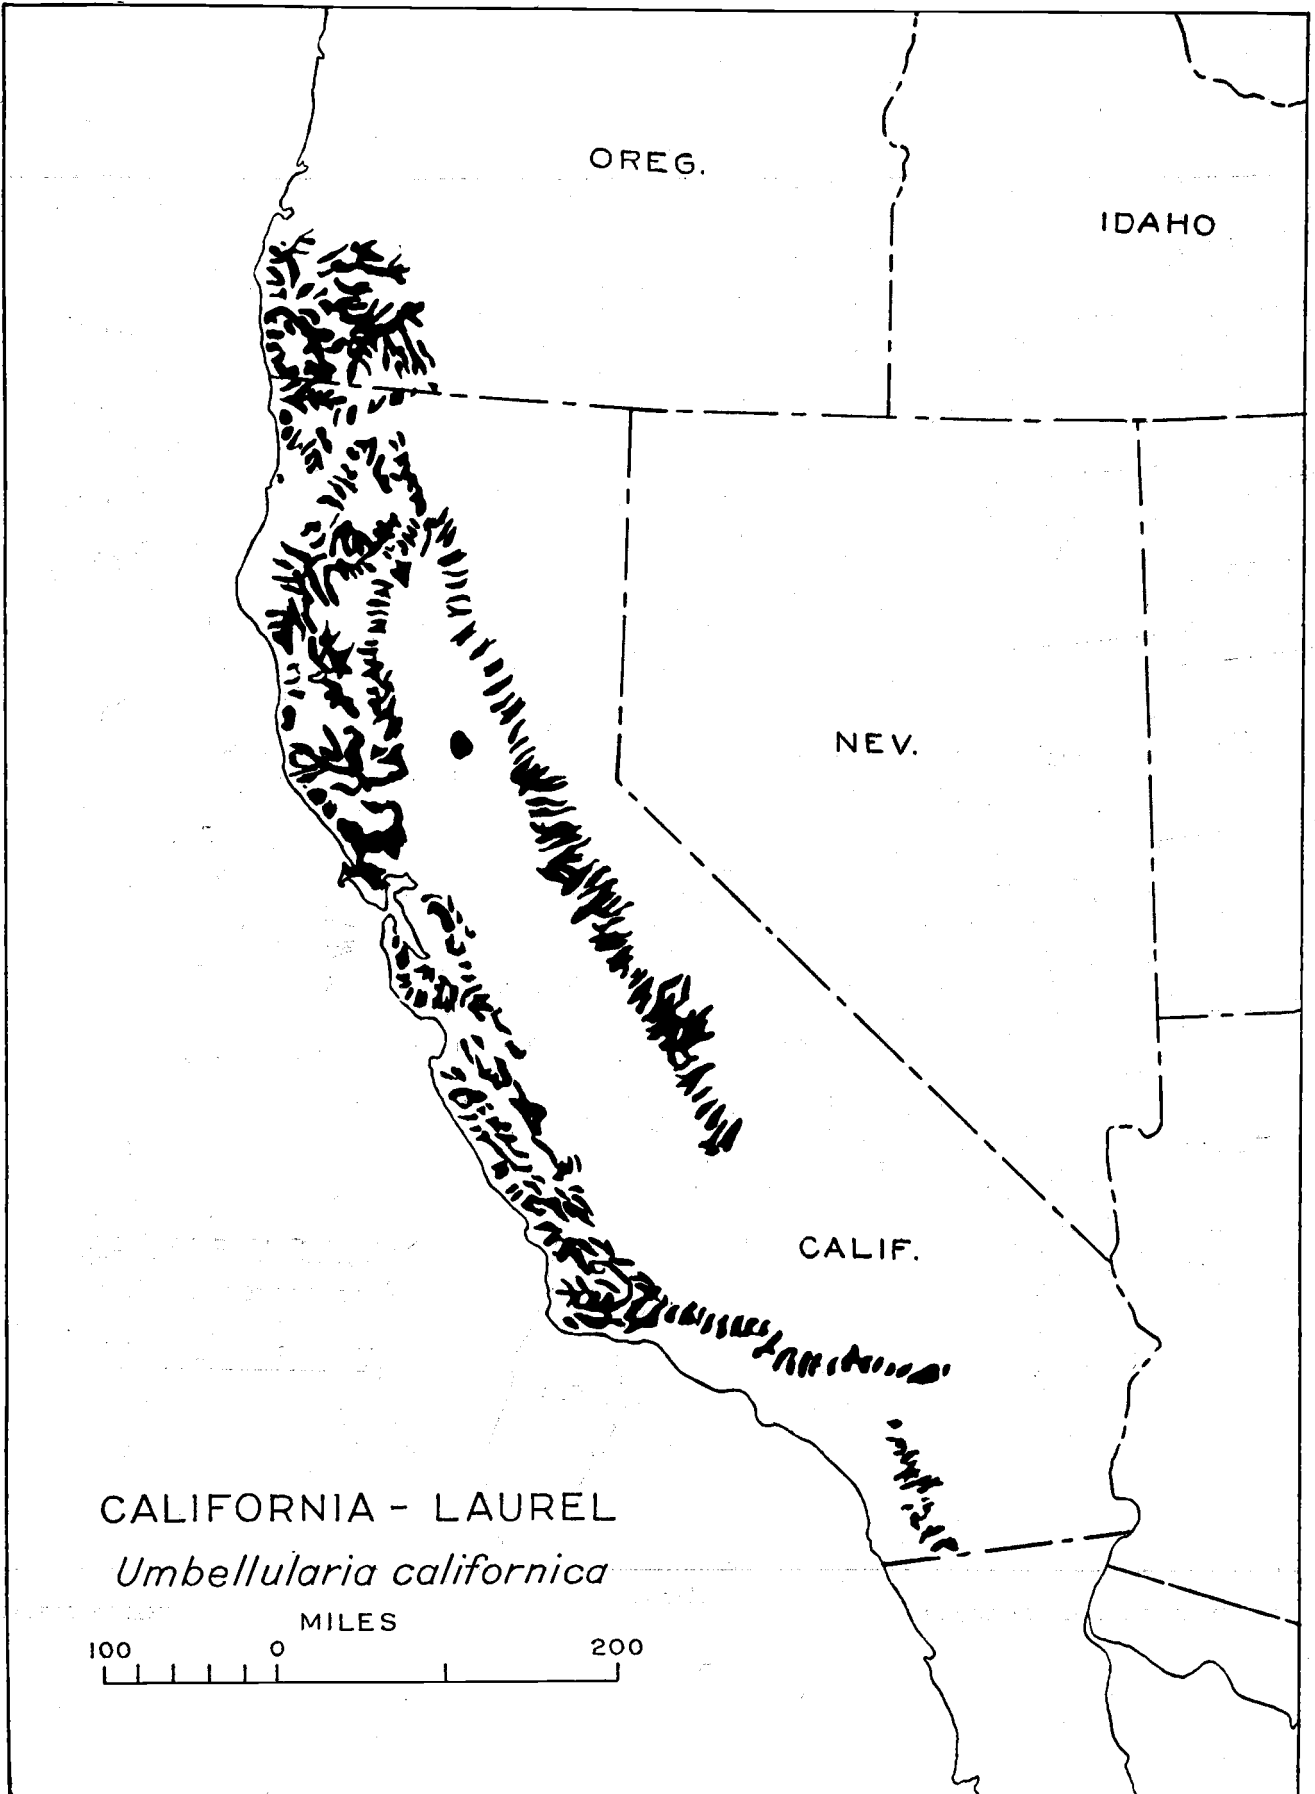 OREG.
IDAHO
NEV.
CALIF.
CALIFORNIA - LAUREL
Umbellularia californica
MILES
100 0 200